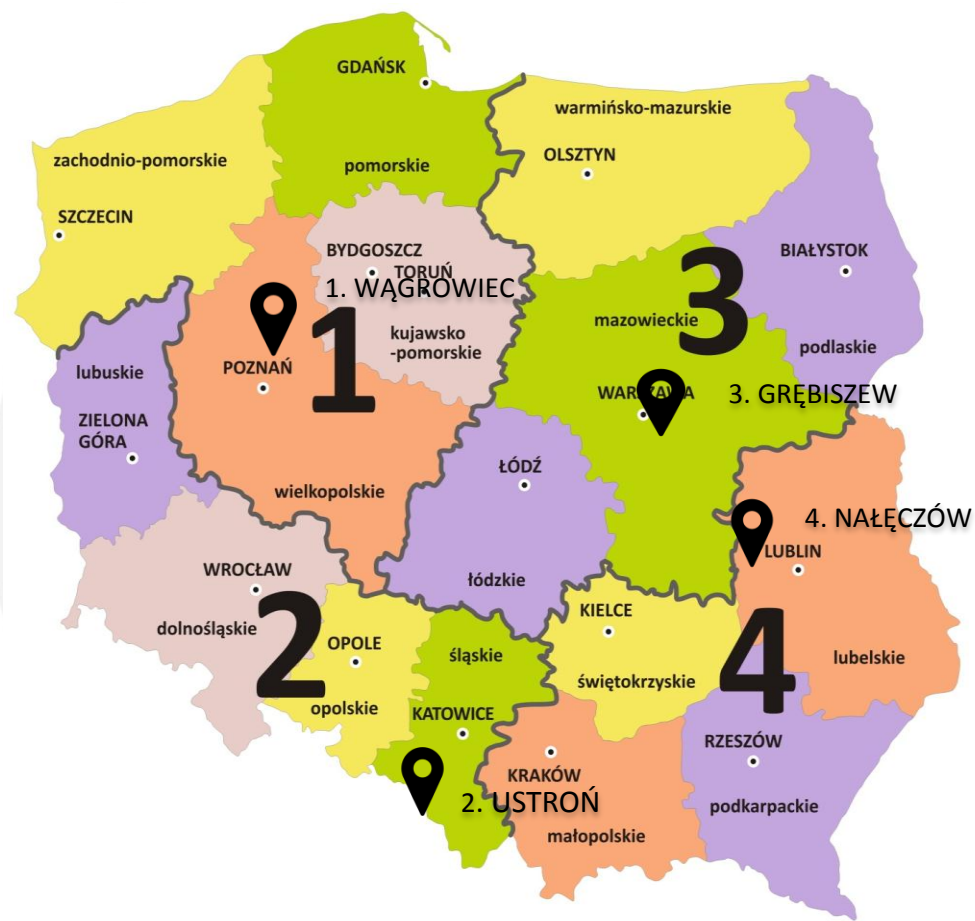 GDAŃSK
pomorskie
warmińsko-mazurskie
OLSZTYN
zachodnio-pomorskie
SZCZECIN
BYDGOSZCZ
TORUŃ
kujawsko
-pomorskie
1. WĄGROWIEC
1
3
BIAŁYSTOK
podlaskie
mazowieckie
WARSZAWA
3. GRĘBISZEW
lubuskie
ZIELONA
GÓRA
POZNAŃ
wielkopolskie
ŁÓDŹ
łódzkie
4. NAŁĘCZÓW
LUBLIN
lubelskie
WROCŁAW
dolnośląskie
2
OPOLE
opolskie
śląskie
KATOWICE
2. USTROŃ
KIELCE
świętokrzyskie
4
KRAKÓW
małopolskie
RZESZÓW
podkarpackie